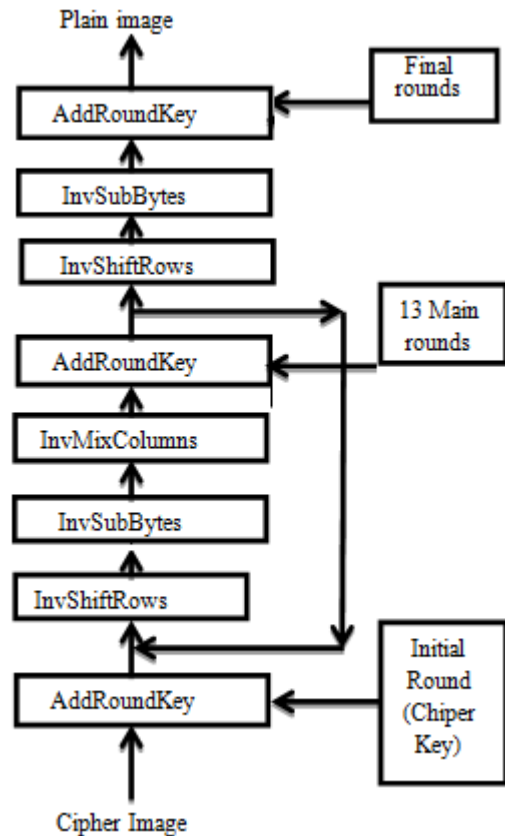 Plain image
Final
rounds
AddRoundKey
InvSubBytes
InvShiftRows
13 Main
rounds
AddRoundKey
InvMixColumns
InvSubBytes
InvShiftRows
Initial
Round
(Chiper
Key)
AddRoundKey
Cipher Image